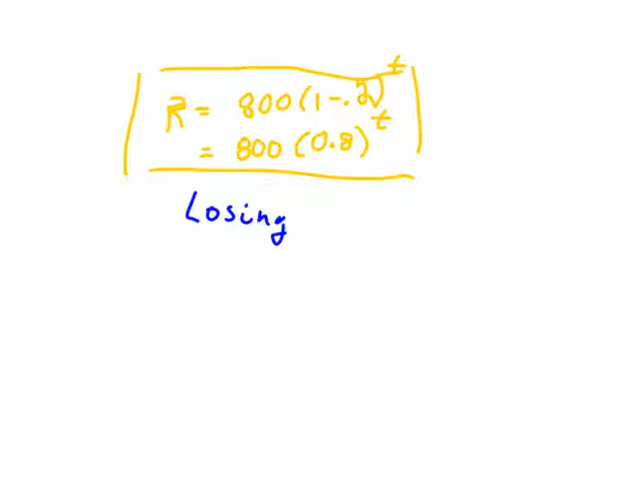 R = 800(1-.2)^t
= 800(0.8)^t
Losing